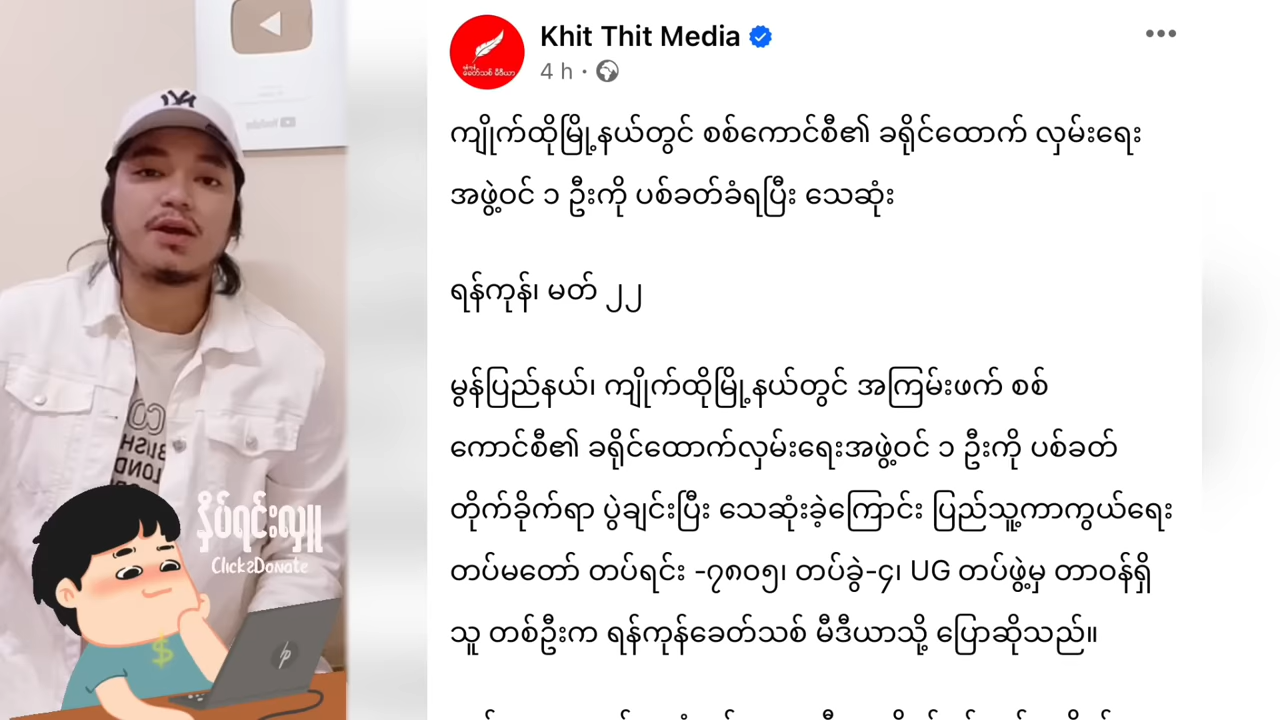 Khit Thit Media
4 h ·
ကျိုက်ထိုမြို့နယ်တွင် စစ်ကောင်စီ၏ ခရိုင်ထောက် လှမ်းရေး
အဖွဲ့ဝင် ၁ ဦးကို ပစ်ခတ်ခံရပြီး သေဆုံး
ရန်ကုန်၊ မတ် ၂၂
မွန်ပြည်နယ်၊ ကျိုက်ထိုမြို့နယ်တွင် အကြမ်းဖက် စစ်
ကောင်စီ၏ ခရိုင်ထောက်လှမ်းရေးအဖွဲ့ဝင် ၁ ဦးကို ပစ်ခတ်
တိုက်ခိုက်ရာ ပွဲချင်းပြီး သေဆုံးခဲ့ကြောင်း ပြည်သူ့ကာကွယ်ရေး
တပ်မတော် တပ်ရင်း -၇၈၀၅၊ တပ်ခွဲ-၄၊ UG တပ်ဖွဲ့မှ တာဝန်ရှိ
သူ တစ်ဦးက ရန်ကုန်ခေတ်သစ် မီဒီယာသို့ ပြောဆိုသည်။
နှိပ်ရင်းလှူ
Click2Donate
YouTube
NY
hp
$